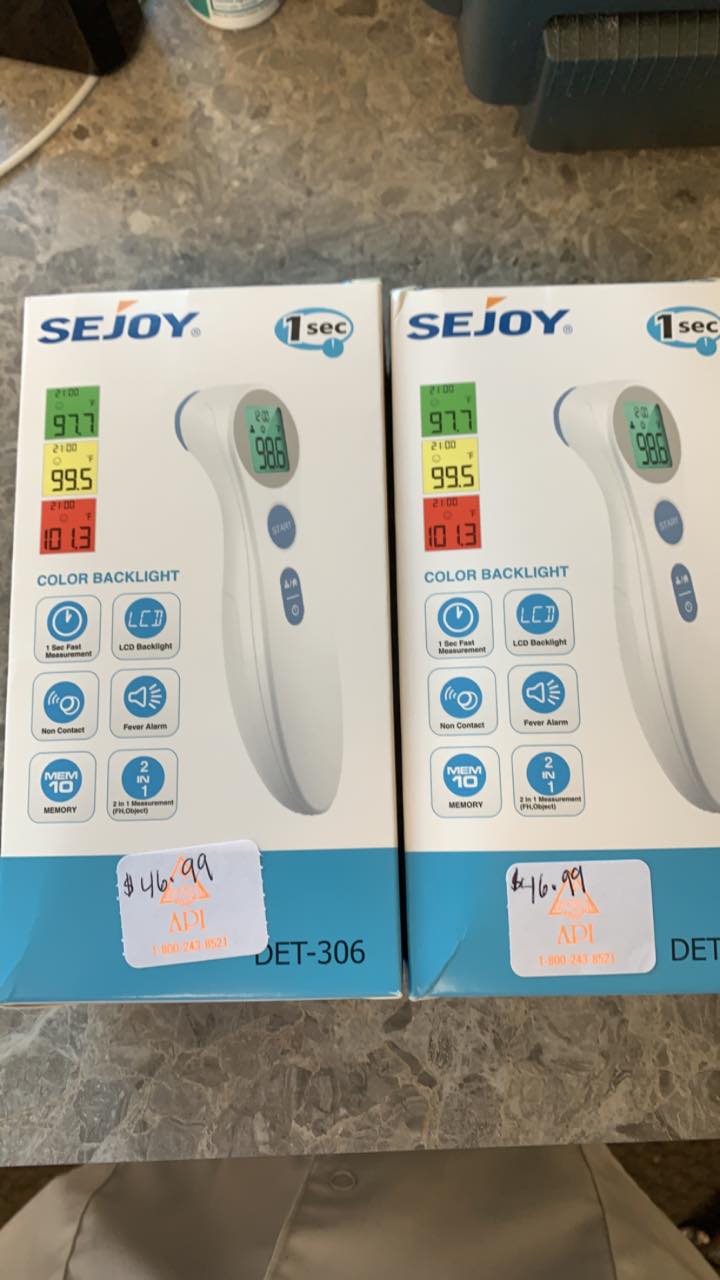 SEJOY®
1 sec
21:00
97.7
21:00
°F
99.5
21:00
°F
101.3
98.6
START
COLOR BACKLIGHT
1 Sec Fast
Measurement
LCD
LCD Backlight
Non Contact
Fever Alarm
MEM
10
MEMORY
2
IN
1
2 in 1 Measurement
(FH,Object)
$46.99
API
1-800-243-8521
DET-306
SEJOY®
1 sec
21:00
97.7
21:00
°F
99.5
21:00
°F
101.3
98.6
START
COLOR BACKLIGHT
1 Sec Fast
Measurement
LCD
LCD Backlight
Non Contact
Fever Alarm
MEM
10
MEMORY
2
IN
1
2 in 1 Measurement
(FH,Object)
$46.99
API
1-800-243-8521
DET